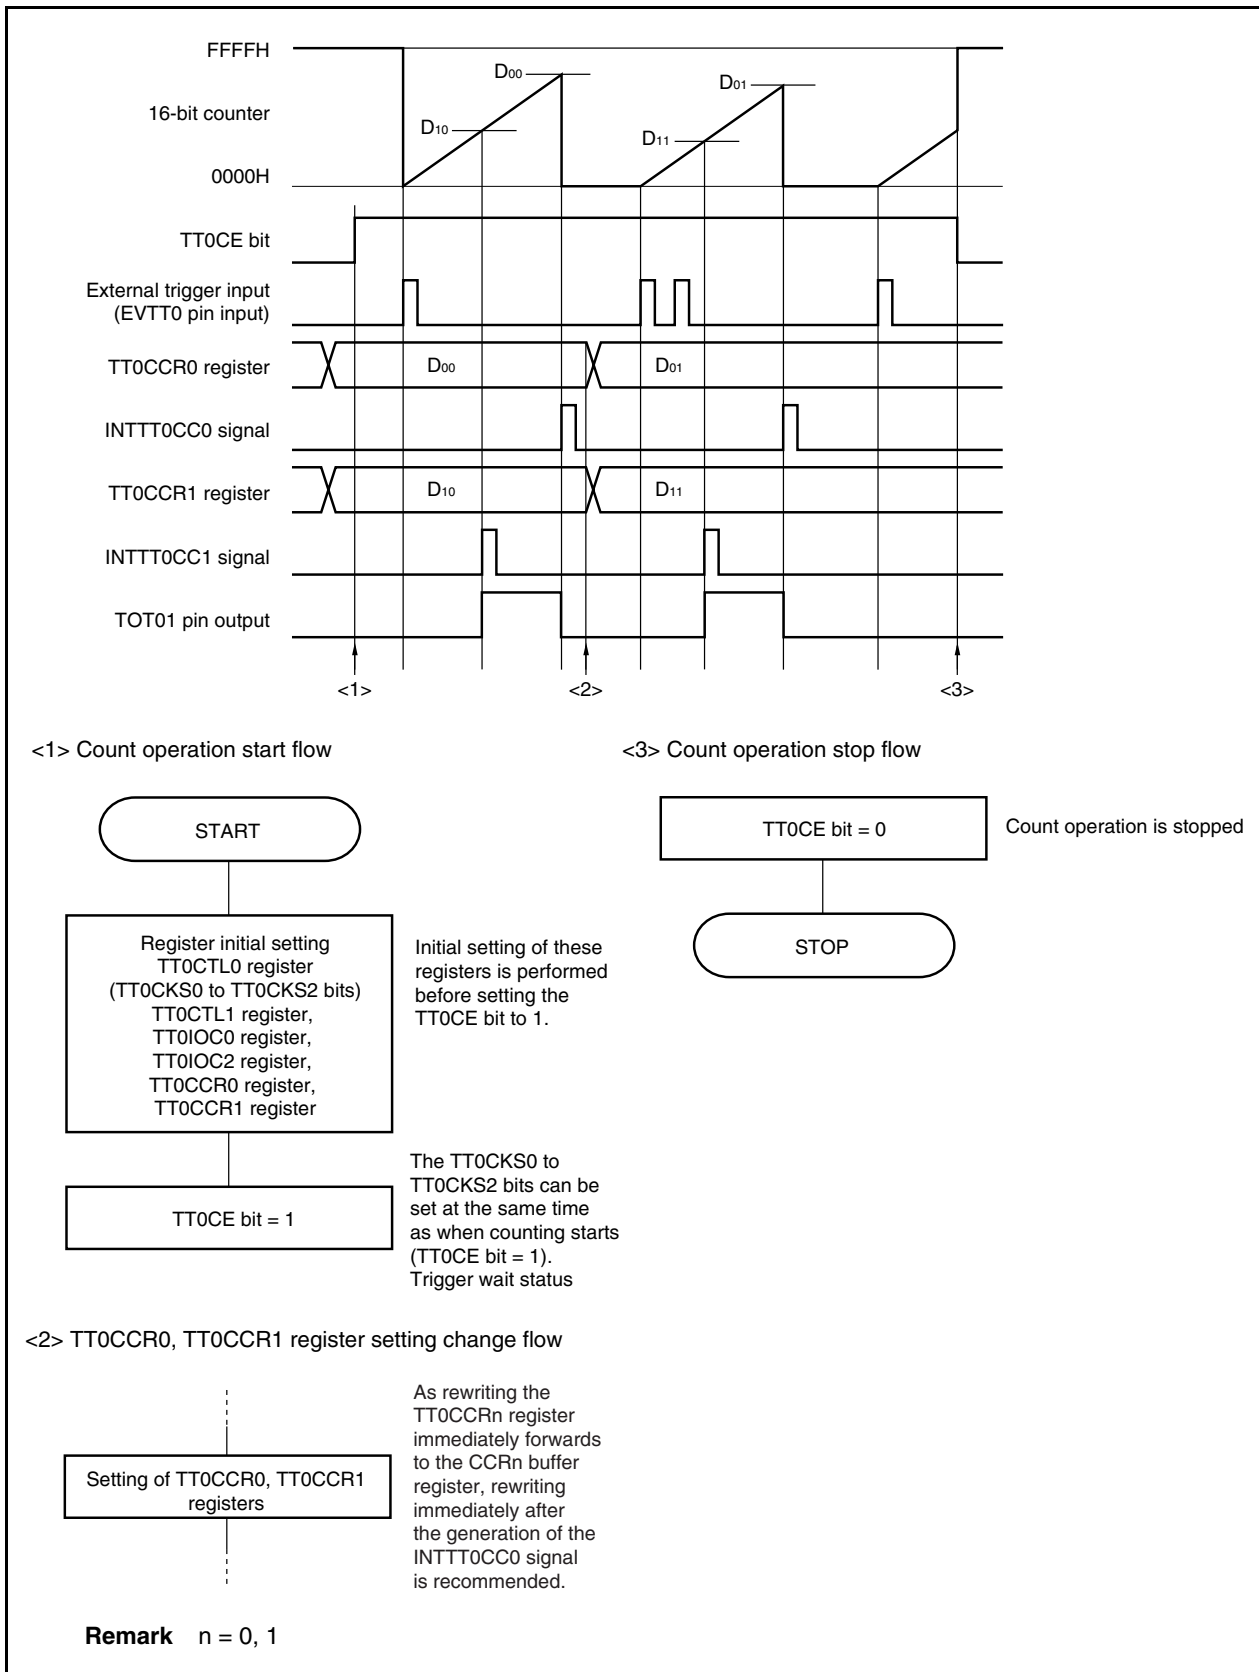 FFFFH
D00
D01
16-bit counter
D10
D11
0000H
TT0CE bit
External trigger input
(EVTT0 pin input)
TT0CCR0 register
D00
D01
INTTT0CC0 signal
TT0CCR1 register
D10
D11
INTTT0CC1 signal
TOT01 pin output
<1>
<2>
<3>
<1> Count operation start flow
START
Register initial setting
TT0CTL0 register
(TT0CKS0 to TT0CKS2 bits)
TT0CTL1 register,
TT0IOC0 register,
TT0IOC2 register,
TT0CCR0 register,
TT0CCR1 register
Initial setting of these
registers is performed
before setting the
TT0CE bit to 1.
TT0CE bit = 1
The TT0CKS0 to
TT0CKS2 bits can be
set at the same time
as when counting starts
(TT0CE bit = 1).
Trigger wait status
<3> Count operation stop flow
TT0CE bit = 0
Count operation is stopped
STOP
<2> TT0CCR0, TT0CCR1 register setting change flow
Setting of TT0CCR0, TT0CCR1
registers
As rewriting the
TT0CCRn register
immediately forwards
to the CCRn buffer
register, rewriting
immediately after
the generation of the
INTTT0CC0 signal
is recommended.
Remark n = 0, 1